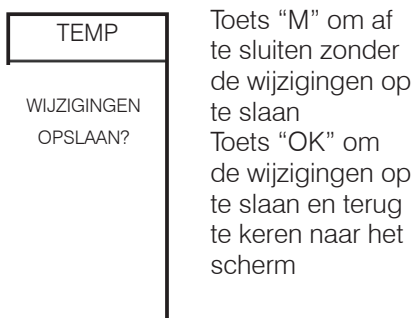 TEMP
WIJZIGINGEN
OPSLAAN?
Toets “M” om af
te sluiten zonder
de wijzigingen op
te slaan
Toets “OK” om
de wijzigingen op
te slaan en terug
te keren naar het
scherm